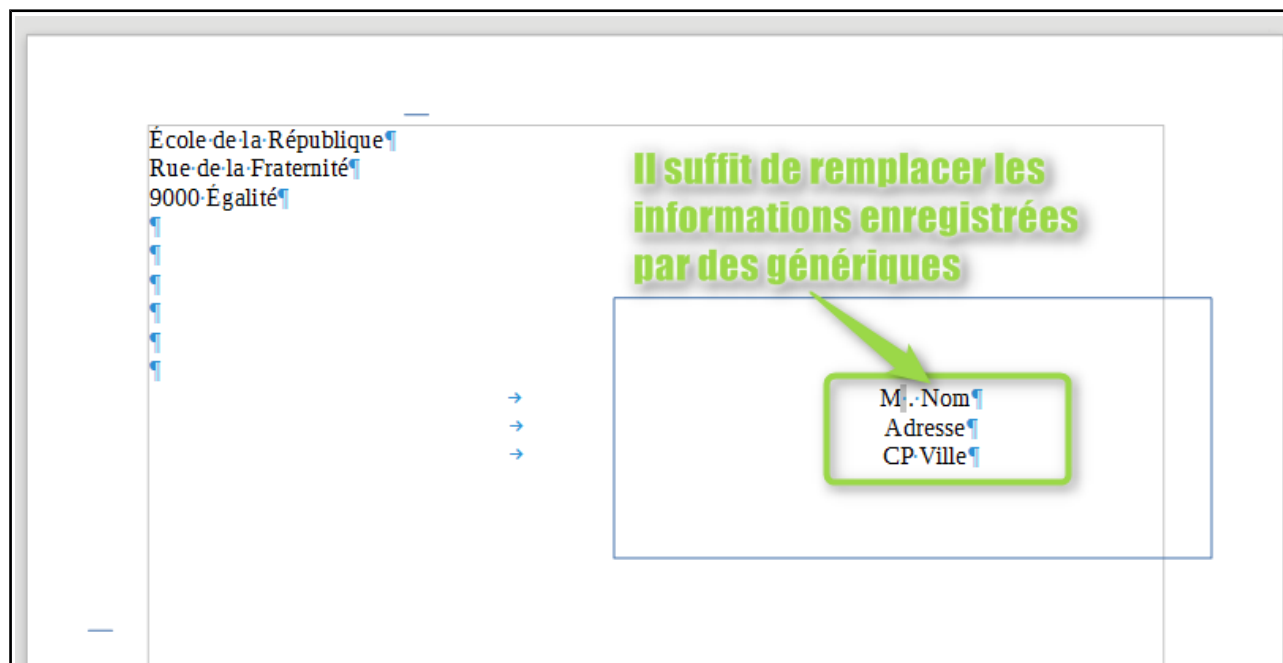 École de la République
Rue de la Fraternité
9000 Égalité
Il suffit de remplacer les
informations enregistrées
par des génériques
M . Nom
Adresse
CP Ville